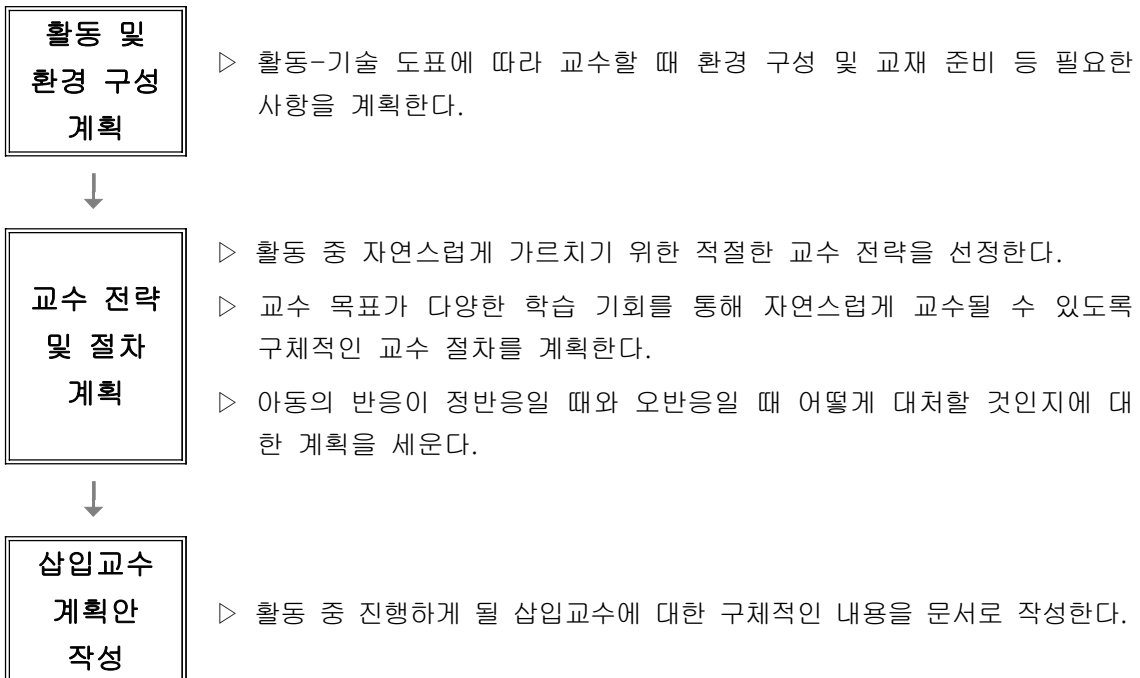 활동 및
환경 구성
계획
▷ 활동-기술 도표에 따라 교수할 때 환경 구성 및 교재 준비 등 필요한
사항을 계획한다.
↓
교수 전략
및 절차
계획
▷ 활동 중 자연스럽게 가르치기 위한 적절한 교수 전략을 선정한다.
▷ 교수 목표가 다양한 학습 기회를 통해 자연스럽게 교수될 수 있도록
구체적인 교수 절차를 계획한다.
▷ 아동의 반응이 정반응일 때와 오반응일 때 어떻게 대처할 것인지에 대
한 계획을 세운다.
↓
삽입교수
계획안
작성
▷ 활동 중 진행하게 될 삽입교수에 대한 구체적인 내용을 문서로 작성한다.